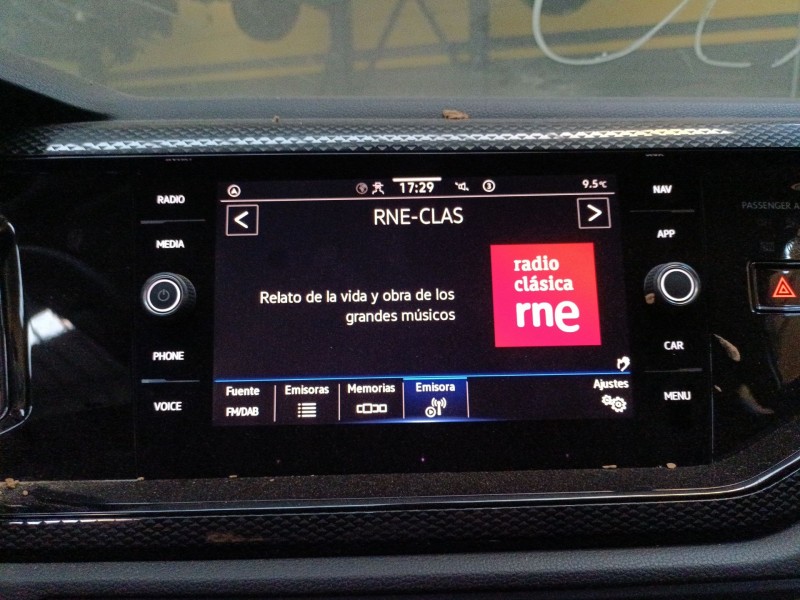 RADIO
MEDIA
PHONE
VOICE
17:29
3
9.5°C
<
RNE-CLAS
>
Relato de la vida y obra de los
grandes músicos
radio
clásica
rne
Fuente
FM/DAB
Emisoras
Memorias
Emisora
Ajustes
NAV
APP
CAR
MENU
PASSENGER A